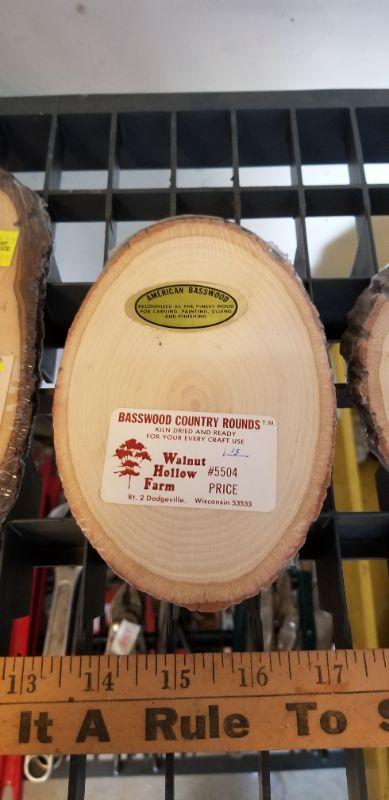 AMERICAN BASSWOOD
RECOGNIZED AS THE FINEST WOOD
FOR CARVING, PAINTING, GLUING
AND FINISHING
BASSWOOD COUNTRY ROUNDS™
KILN DRIED AND READY
FOR YOUR EVERY CRAFT USE
Walnut
Hollow
Farm
#5504
PRICE
Rt. 2 Dodgeville, Wisconsin 53533
13 14 15 16 17
It A Rule To S